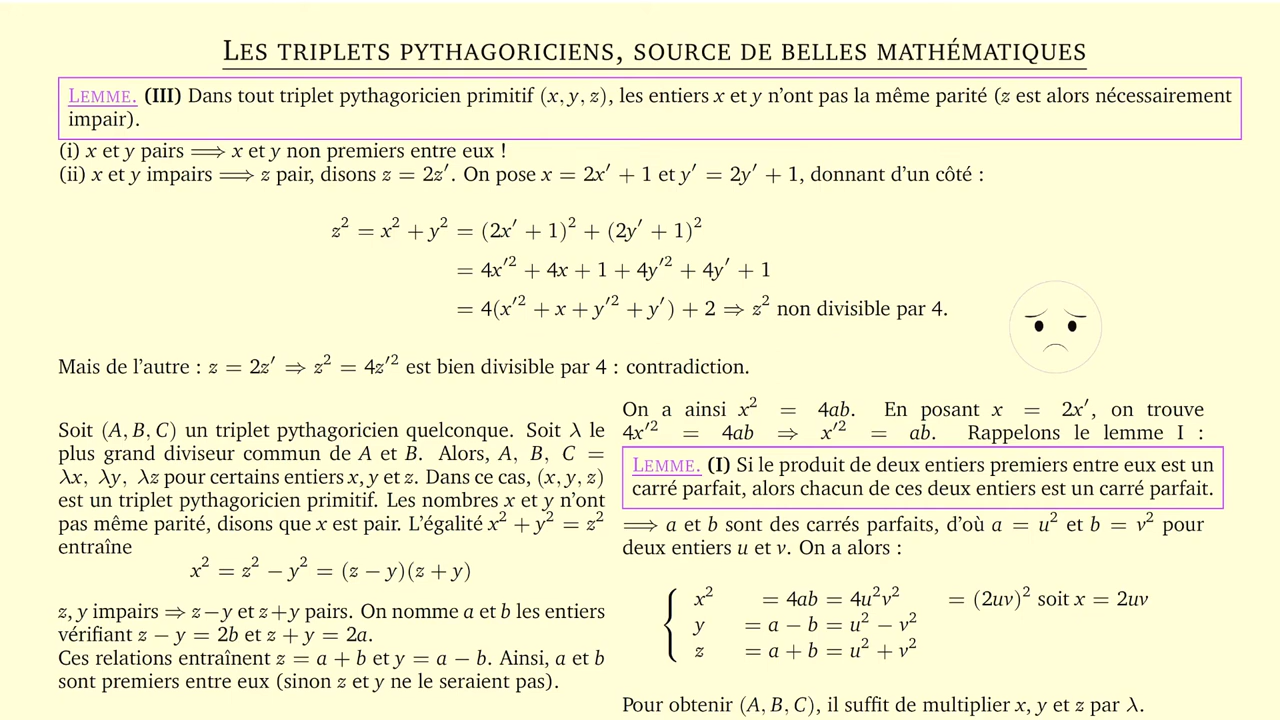 LES TRIPLETS PYTHAGORICIENS, SOURCE DE BELLES MATHÉMATIQUES
LEMME. (III) Dans tout triplet pythagoricien primitif (x, y, z), les entiers x et y n'ont pas la même parité (z est alors nécessairement
impair).
(i) x et y pairs ⟹ x et y non premiers entre eux !
(ii) x et y impairs ⟹ z pair, disons z = 2z′. On pose x = 2x′ + 1 et y′ = 2y′ + 1, donnant d'un côté :
z² = x² + y² = (2x′ + 1)² + (2y′ + 1)²
= 4x′² + 4x + 1 + 4y′² + 4y′ + 1
= 4(x′² + x + y′² + y′) + 2 ⇒ z² non divisible par 4.
Mais de l'autre : z = 2z′ ⇒ z² = 4z′² est bien divisible par 4 : contradiction.
Soit (A, B, C) un triplet pythagoricien quelconque. Soit λ le
plus grand diviseur commun de A et B. Alors, A, B, C =
λx, λy, λz pour certains entiers x, y et z. Dans ce cas, (x, y, z)
est un triplet pythagoricien primitif. Les nombres x et y n'ont
pas même parité, disons que x est pair. L'égalité x² + y² = z²
entraîne
x² = z² − y² = (z − y)(z + y)
z, y impairs ⇒ z−y et z+y pairs. On nomme a et b les entiers
vérifiant z − y = 2b et z + y = 2a.
Ces relations entraînent z = a + b et y = a − b. Ainsi, a et b
sont premiers entre eux (sinon z et y ne le seraient pas).
On a ainsi x² = 4ab. En posant x = 2x′, on trouve
4x′² = 4ab ⇒ x′² = ab. Rappelons le lemme I :
LEMME. (I) Si le produit de deux entiers premiers entre eux est un
carré parfait, alors chacun de ces deux entiers est un carré parfait.
⟹ a et b sont des carrés parfaits, d'où a = u² et b = v² pour
deux entiers u et v. On a alors :
x² = 4ab = 4u²v² = (2uv)² soit x = 2uv
y = a − b = u² − v²
z = a + b = u² + v²
Pour obtenir (A, B, C), il suffit de multiplier x, y et z par λ.